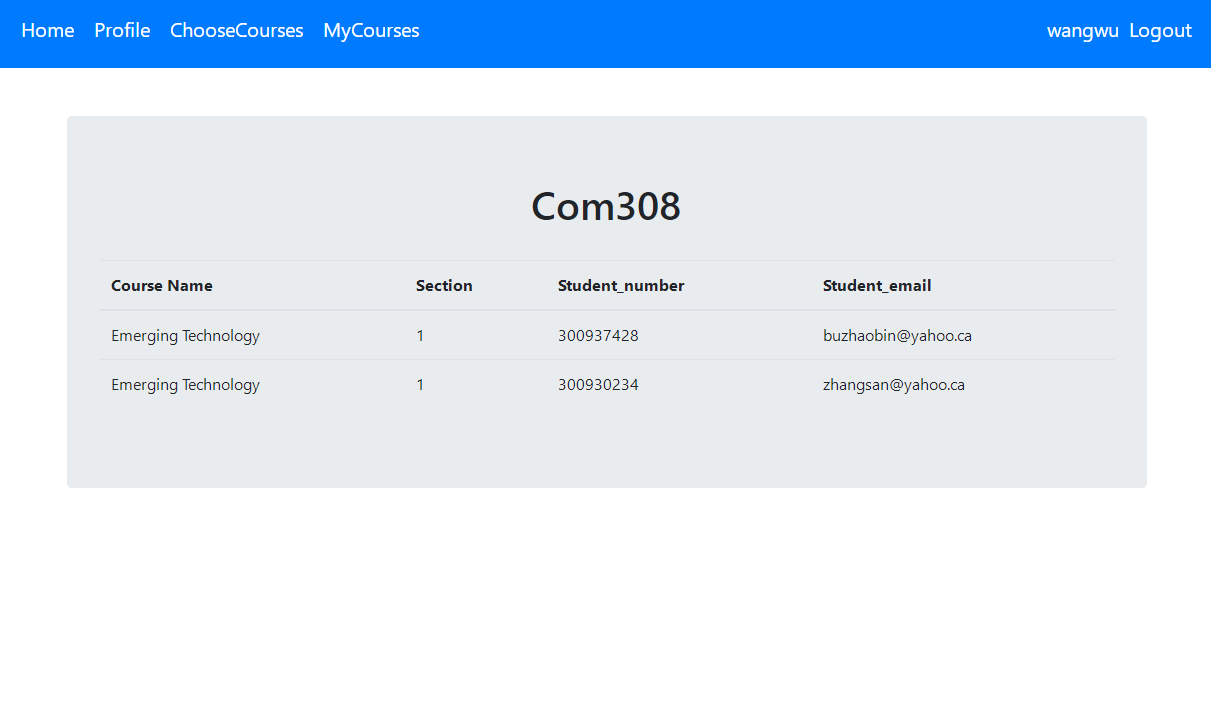 Home Profile ChooseCourses MyCourses wangwu Logout
Com308
Course Name Section Student_number Student_email
Emerging Technology 1 300937428 buzhaobin@yahoo.ca
Emerging Technology 1 300930234 zhangsan@yahoo.ca